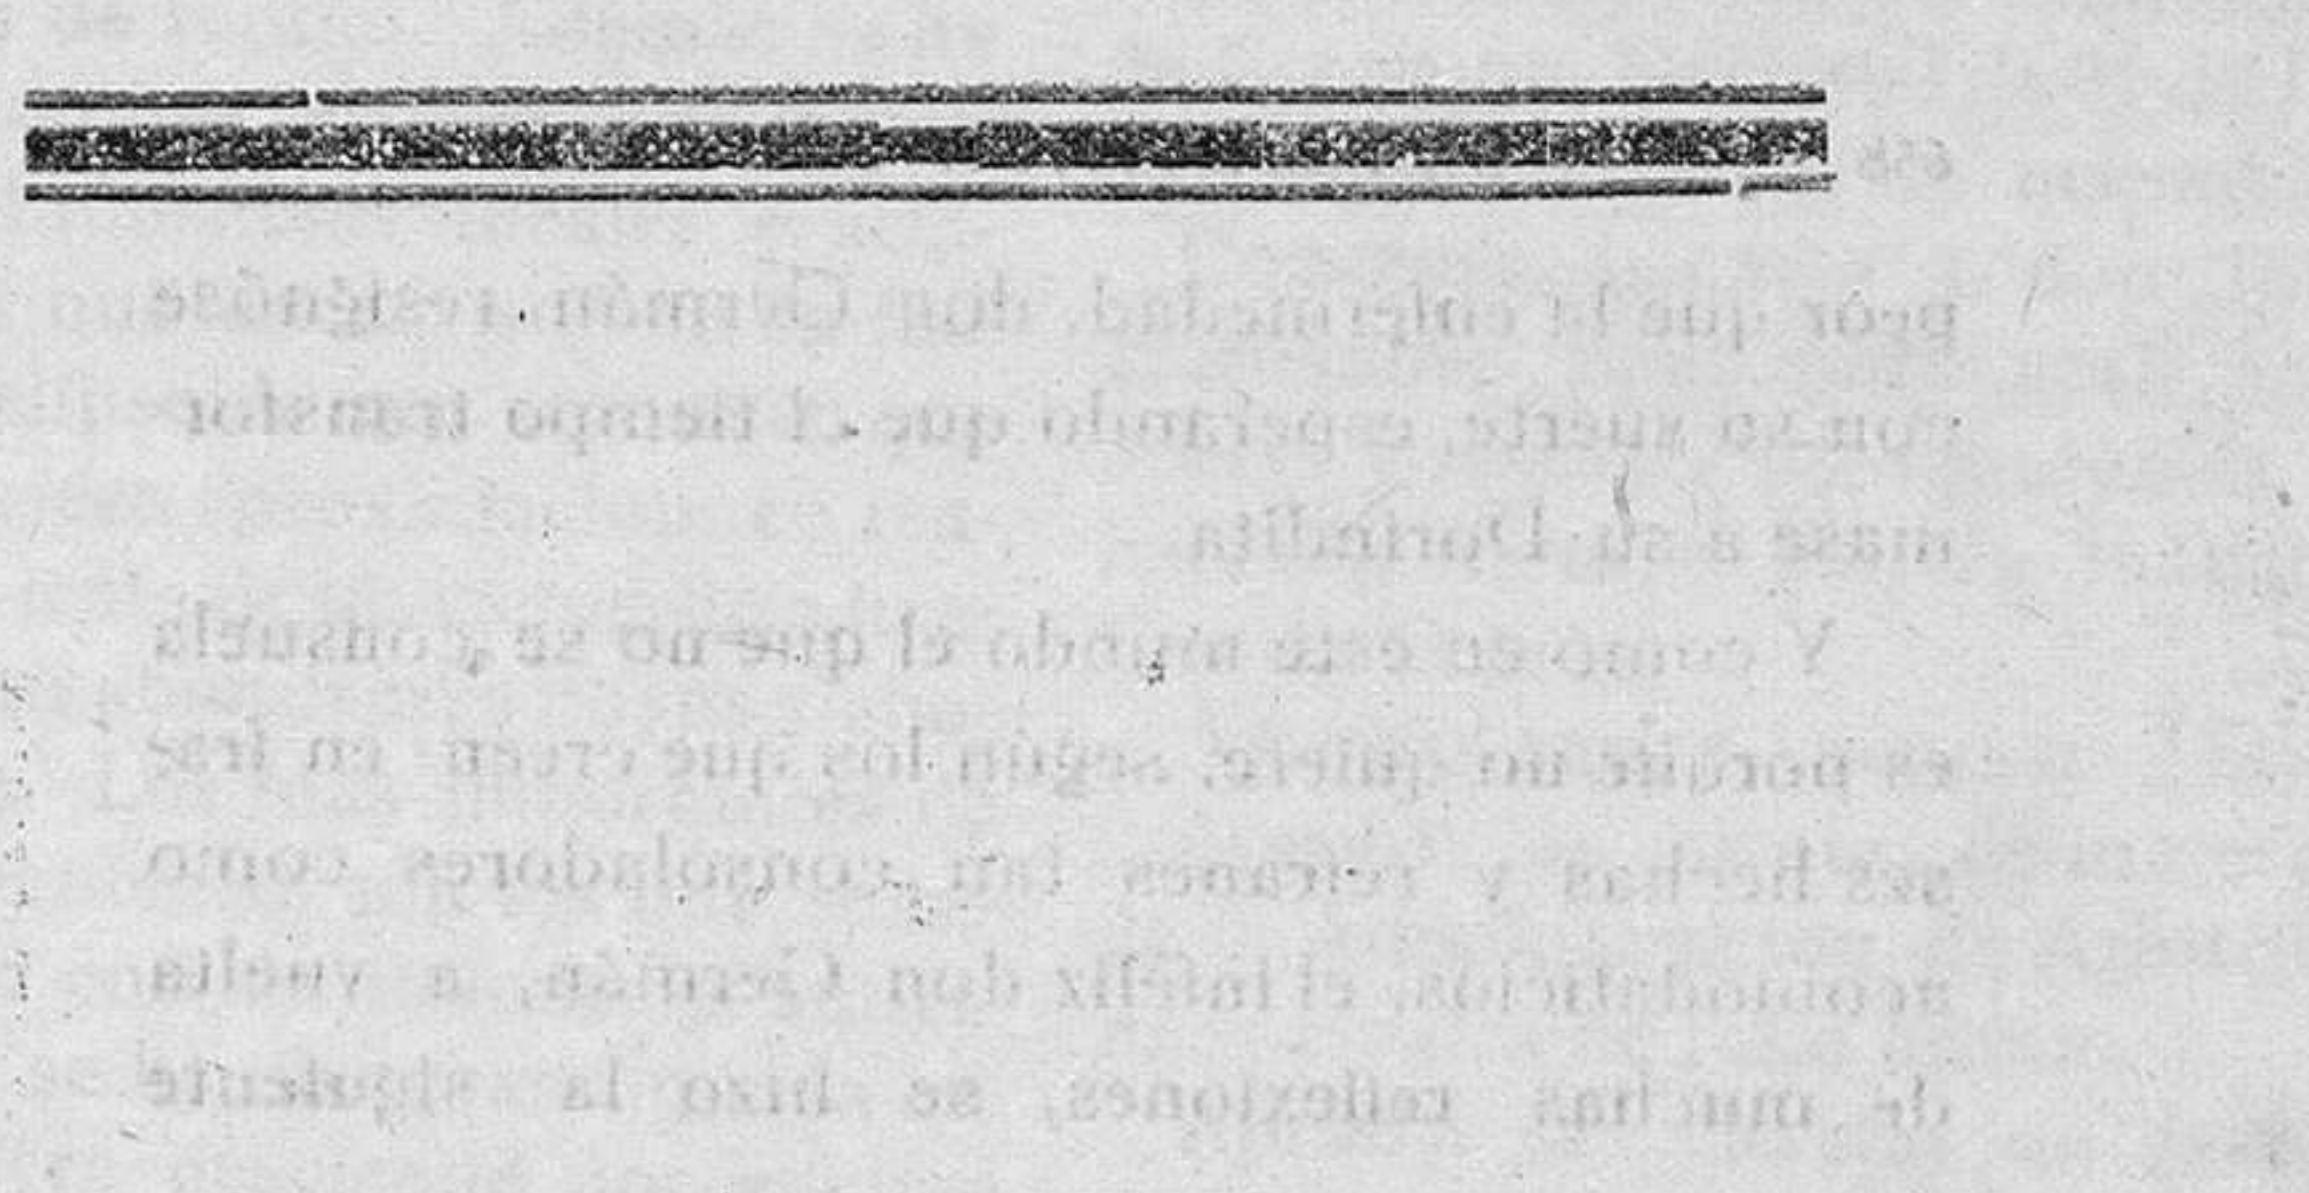 658
peor que la enfermedad, don Germán resignóse
con su suerte, esperando que el tiempo transfor-
mase a su Dorindita.
Y como en este mundo el que no se consuela
es porque no quiere, según los que creen en fra-
ses hechas y refranes tan consoladores como
acomodaticios, el infeliz don Germán, a vuelta
de muchas reflexiones, se hizo la siguiente